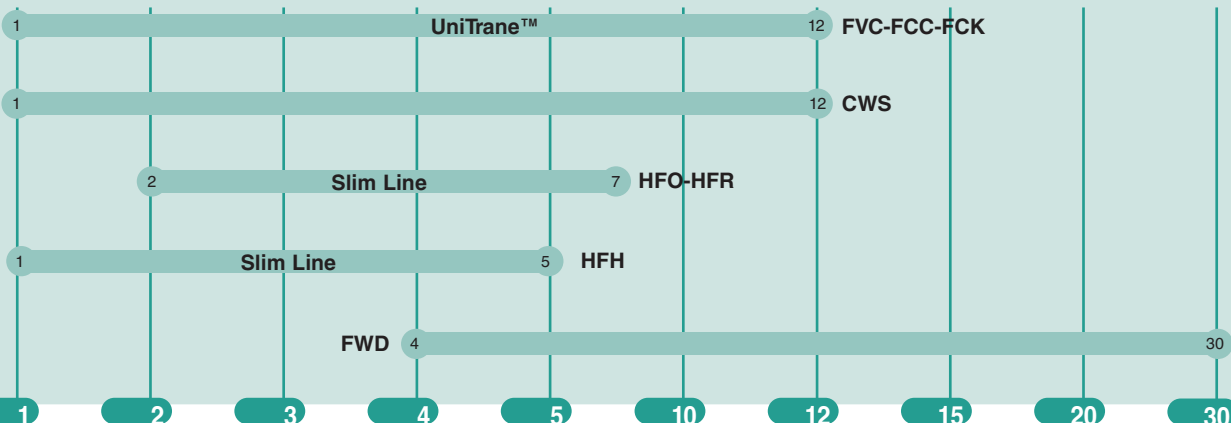 1 UniTrane™ 12 FVC-FCC-FCK
1 12 CWS
2 Slim Line 7 HFO-HFR
1 Slim Line 5 HFH
FWD 4 30
1 2 3 4 5 10 12 15 20 30